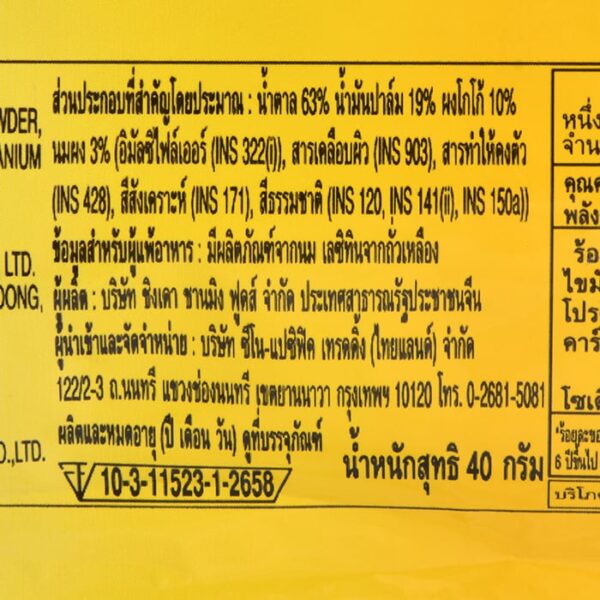 ส่วนประกอบที่สำคัญโดยประมาณ : น้ำตาล 63% น้ำมันปาล์ม 19% ผงโกโก้ 10%
นมผง 3% (อิมัลซิไฟล์เออร์ (INS 322(i)), สารเคลือบผิว (INS 903), สารทำให้คงตัว
(INS 428), สีสังเคราะห์ (INS 171), สีธรรมชาติ (INS 120, INS 141(ii), INS 150a))
ข้อมูลสำหรับผู้แพ้อาหาร : มีผลิตภัณฑ์จากนม เลซิทินจากถั่วเหลือง
ผู้ผลิต : บริษัท ชิงเดา ชานมิง ฟูดส์ จำกัด ประเทศสาธารณรัฐประชาชนจีน
ผู้นำเข้าและจัดจำหน่าย : บริษัท ซีโน-แปซิฟิค เทรดดิ้ง (ไทยแลนด์) จำกัด
122/2-3 ถ.นนทรี แขวงช่องนนทรี เขตยานนาวา กรุงเทพฯ 10120 โทร. 0-2681-5081
ผลิตและหมดอายุ (ปี เดือน วัน) ดูที่บรรจุภัณฑ์
น้ำหนักสุทธิ 40 กรัม
10-3-11523-1-2658
WDER,
ANIUM
LTD.
DONG,
O.,LTD.
หนึ่ง
จำน
คุณค
พลัง
ร้อ
ไขมั
โปร
คาร์
โซเดี
*ร้อยละขอ
6 ปีขึ้นไป
บริโภ